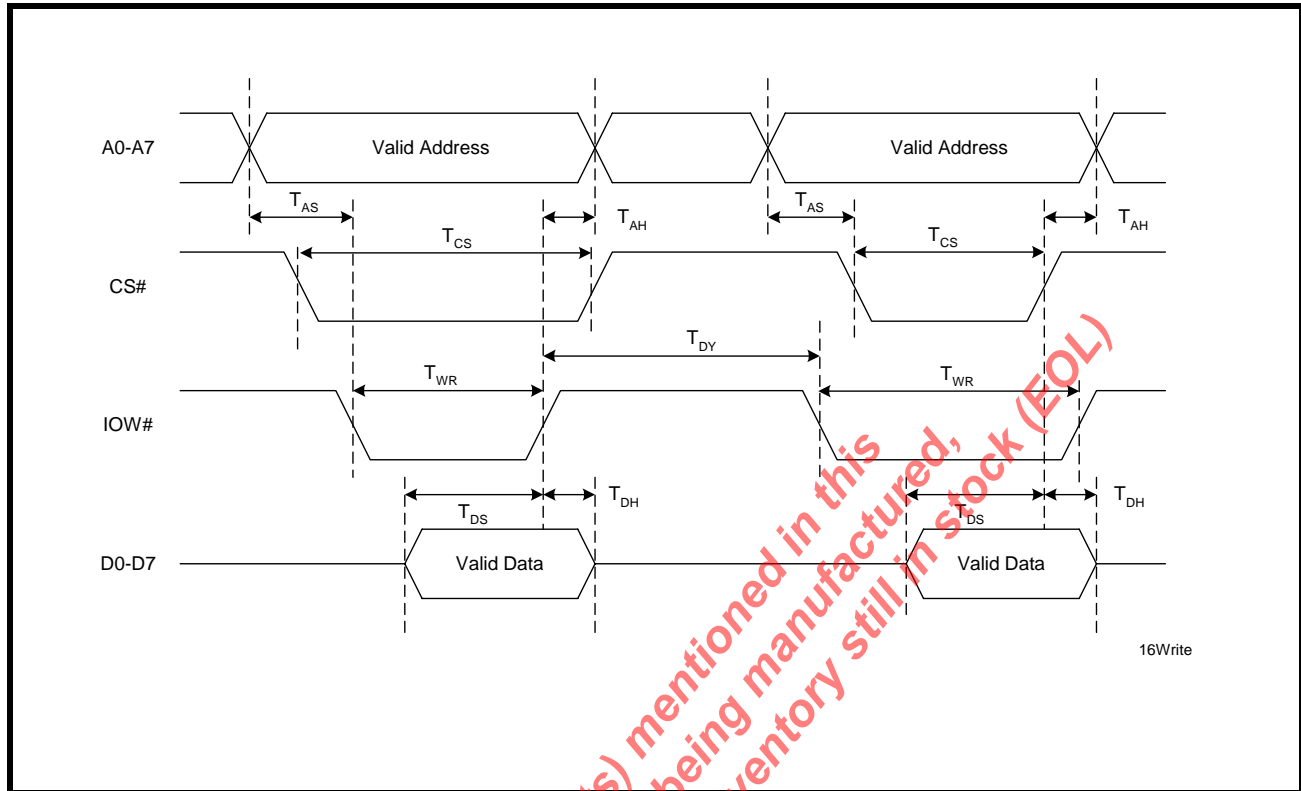 A0-A7
Valid Address
Valid Address
TAS
TAH
TAS
TAH
TCS
TCS
CS#
TDY
TWR
TWR
IOW#
TDS
TDH
TDS
TDH
D0-D7
Valid Data
Valid Data
16Write
mentioned in this
being manufactured,
still in stock (EOL)